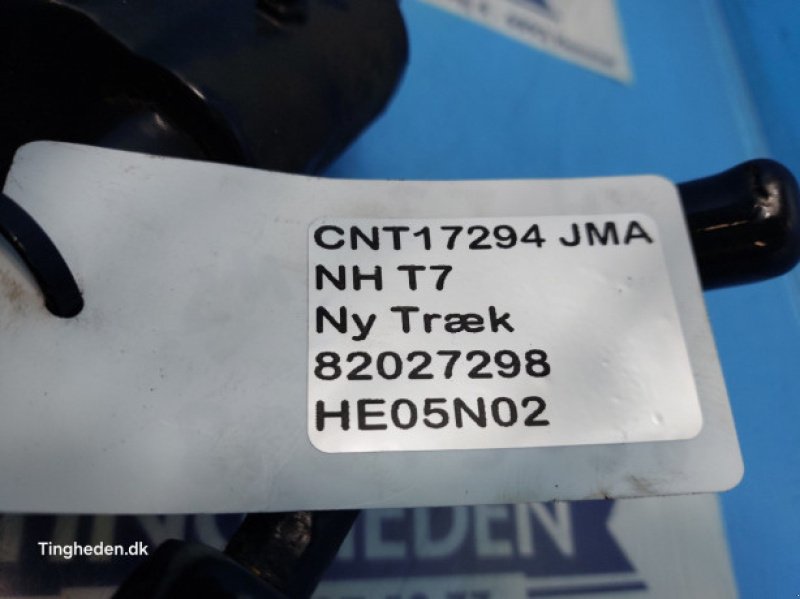 CNT17294 JMA
NH T7
Ny Træk
82027298
HE05N02
Tingheden.dk